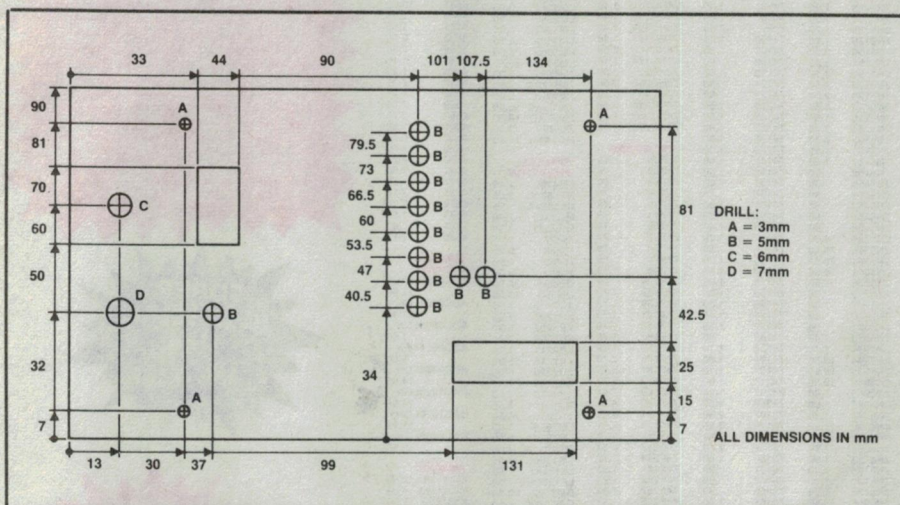 33 44 90 101 107.5 134
90
A
A
81
79.5
B
B
73
B
70
66.5
C
B
60
60
B
53.5
B
81
50
47
B
40.5
B
B
B
D
B
42.5
32
34
25
A
A
15
7
7
13 30 37 99 131
DRILL:
A = 3mm
B = 5mm
C = 6mm
D = 7mm
ALL DIMENSIONS IN mm